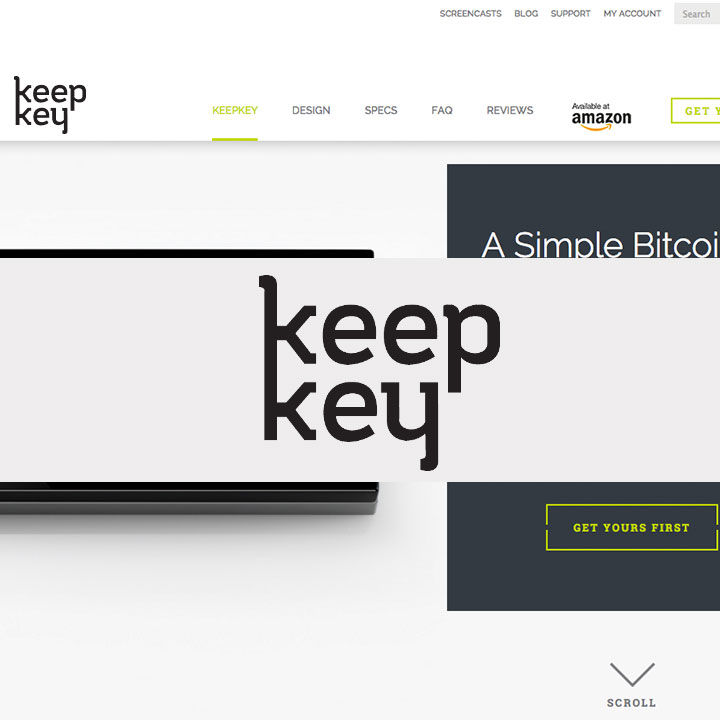 SCREENCASTS BLOG SUPPORT MY ACCOUNT Search
keep
key
KEEPKEY DESIGN SPECS FAQ REVIEWS Available at
amazon
GET
A Simple
keep
key
GET YOURS FIRST
SCROLL